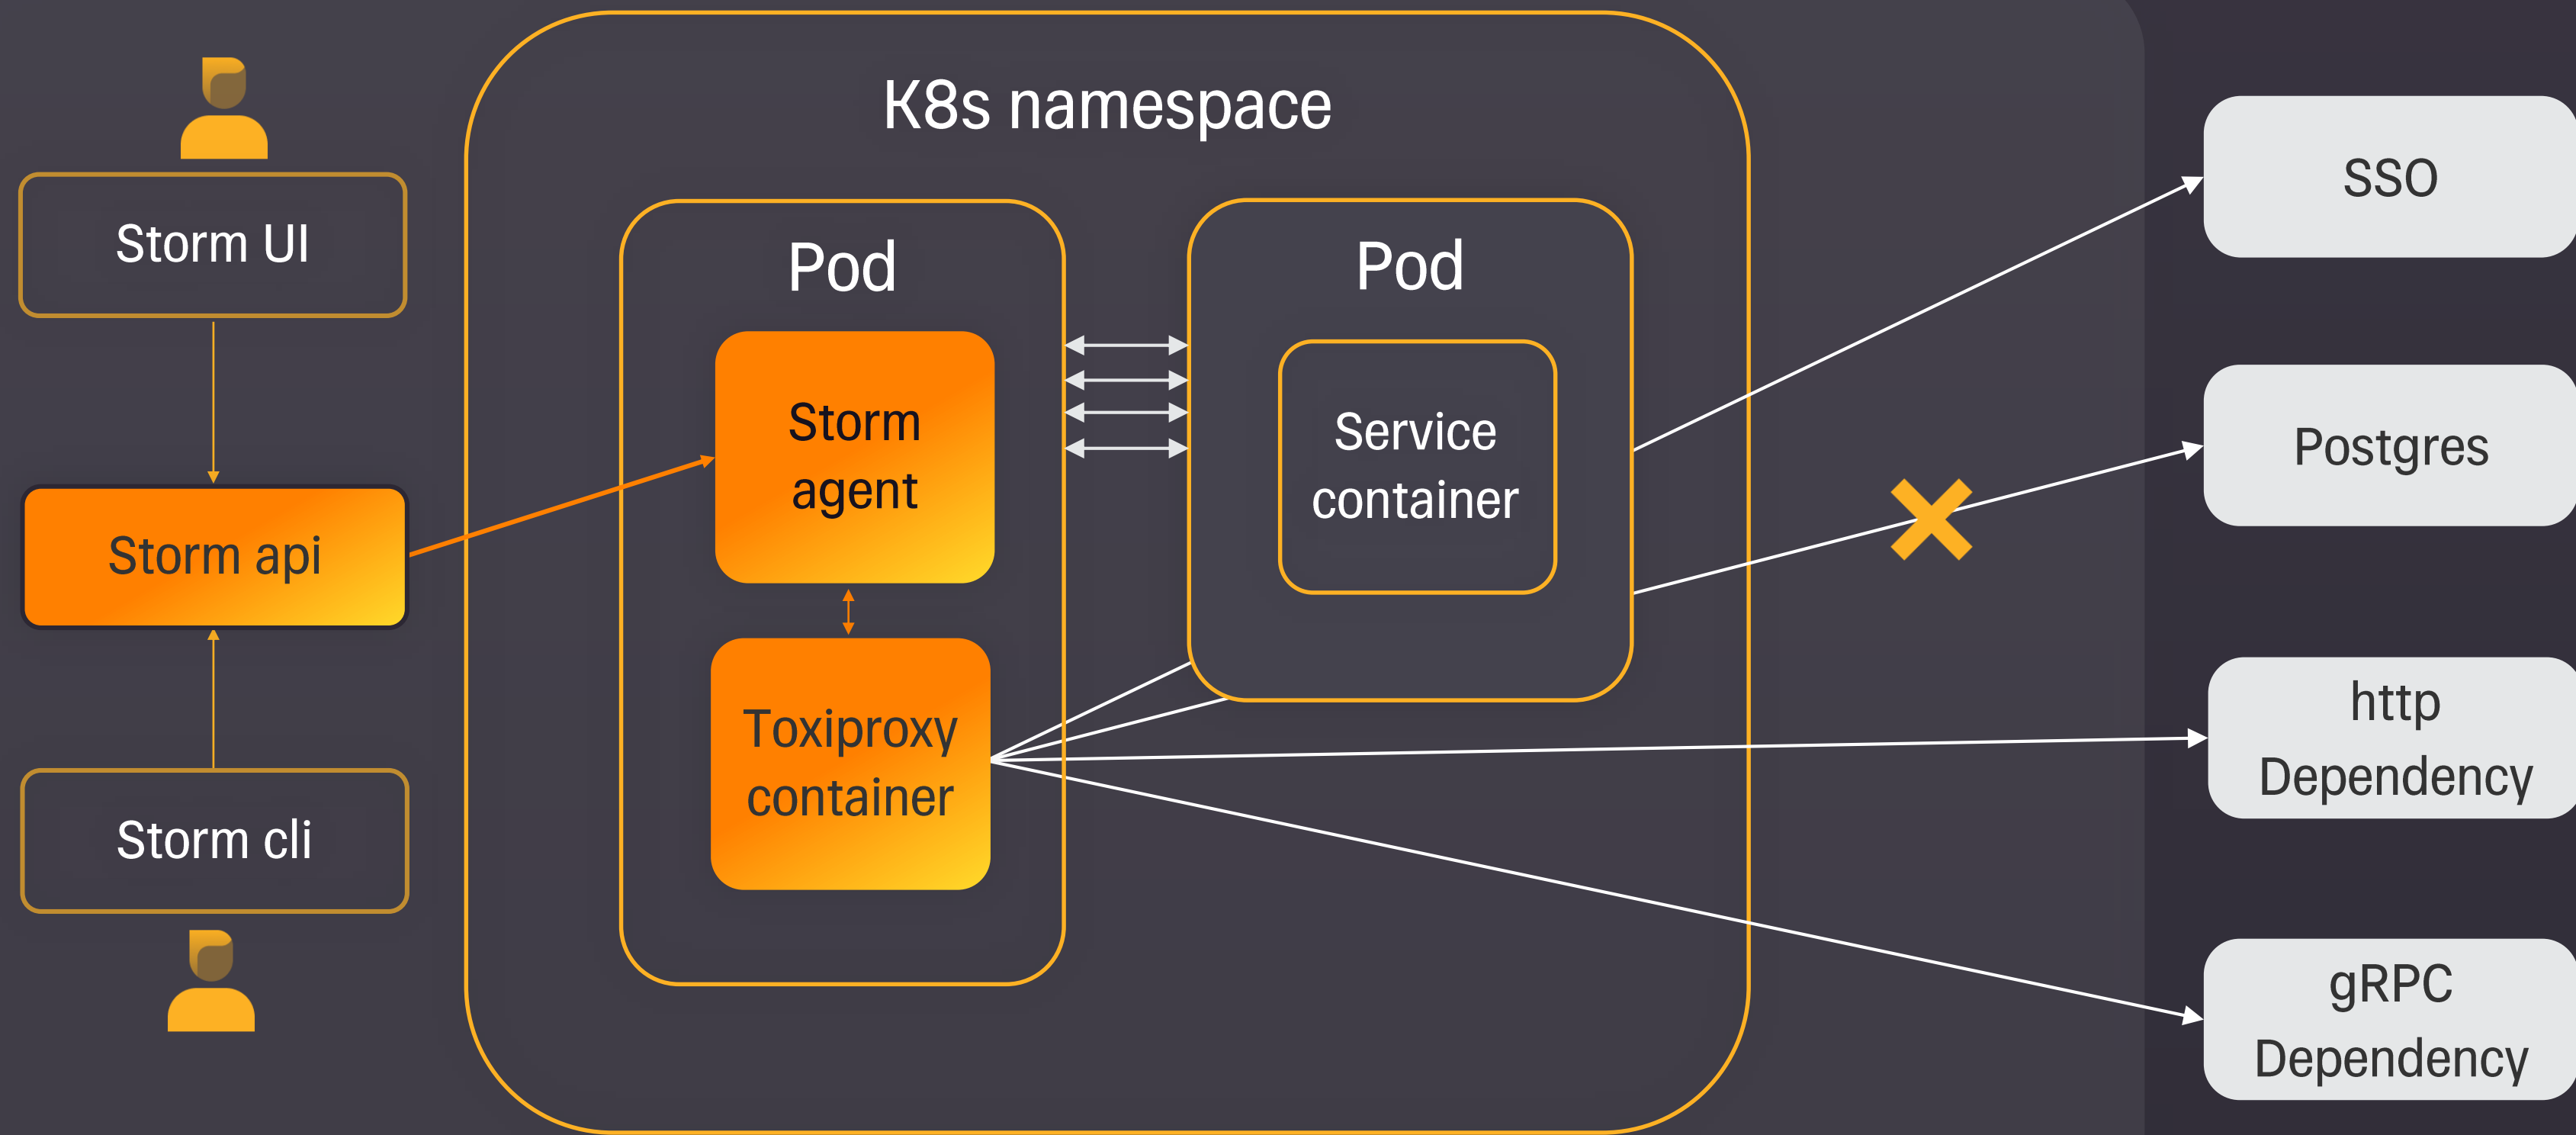 K8s namespace
Storm UI
Storm api
Storm cli
Pod
Storm
agent
Toxiproxy
container
Pod
Service
container
SSO
Postgres
http
Dependency
gRPC
Dependency